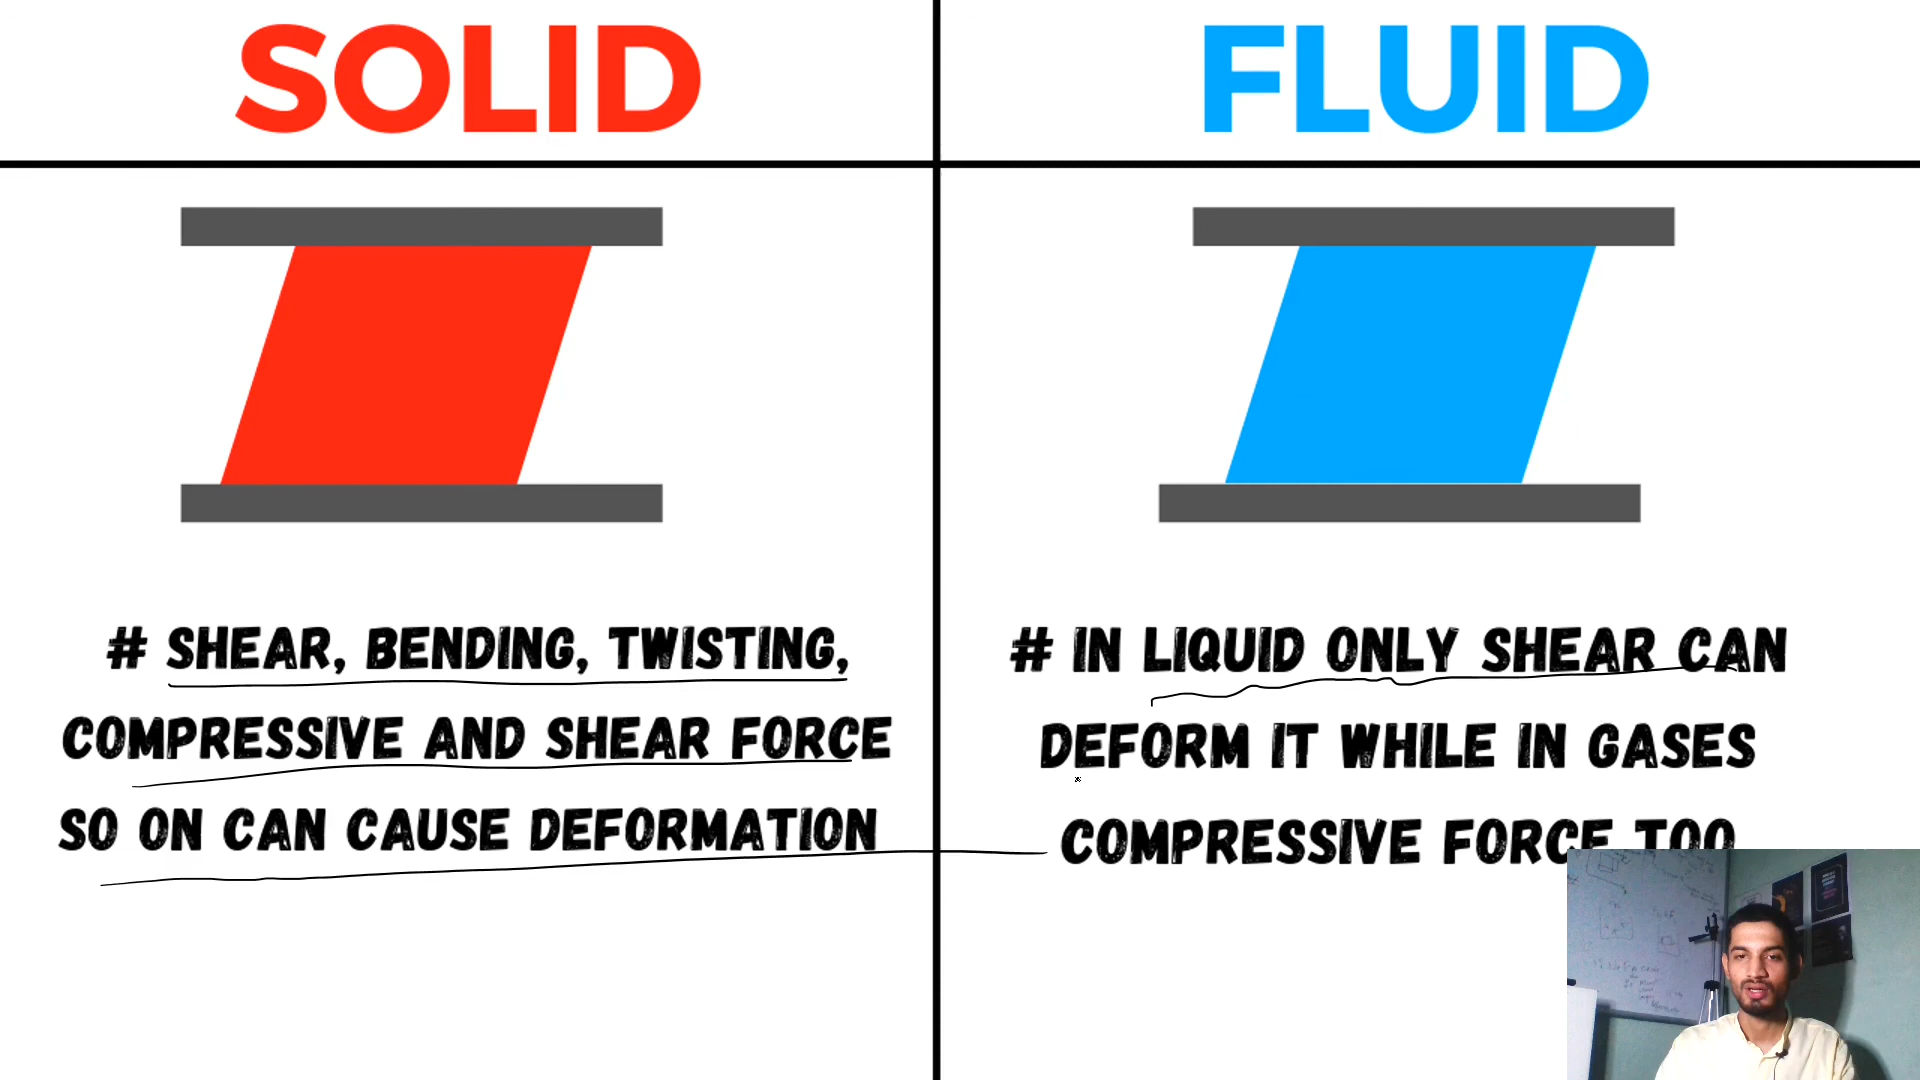 SOLID
FLUID
# SHEAR, BENDING, TWISTING,
COMPRESSIVE AND SHEAR FORCE
SO ON CAN CAUSE DEFORMATION
# IN LIQUID ONLY SHEAR CAN
DEFORM IT WHILE IN GASES
COMPRESSIVE FORCE TOO